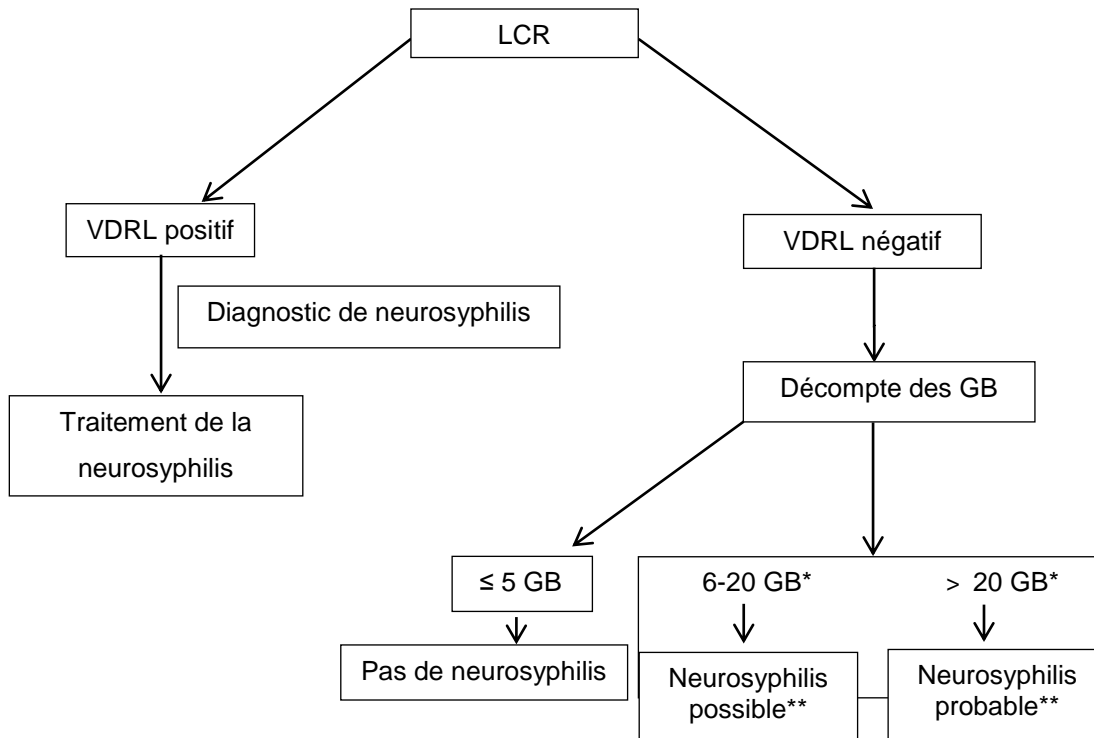 LCR
VDRL positif
VDRL négatif
Diagnostic de neurosyphilis
Décompte des GB
Traitement de la
neurosyphilis
≤ 5 GB
6-20 GB*
> 20 GB*
Pas de neurosyphilis
Neurosyphilis
possible**
Neurosyphilis
probable**